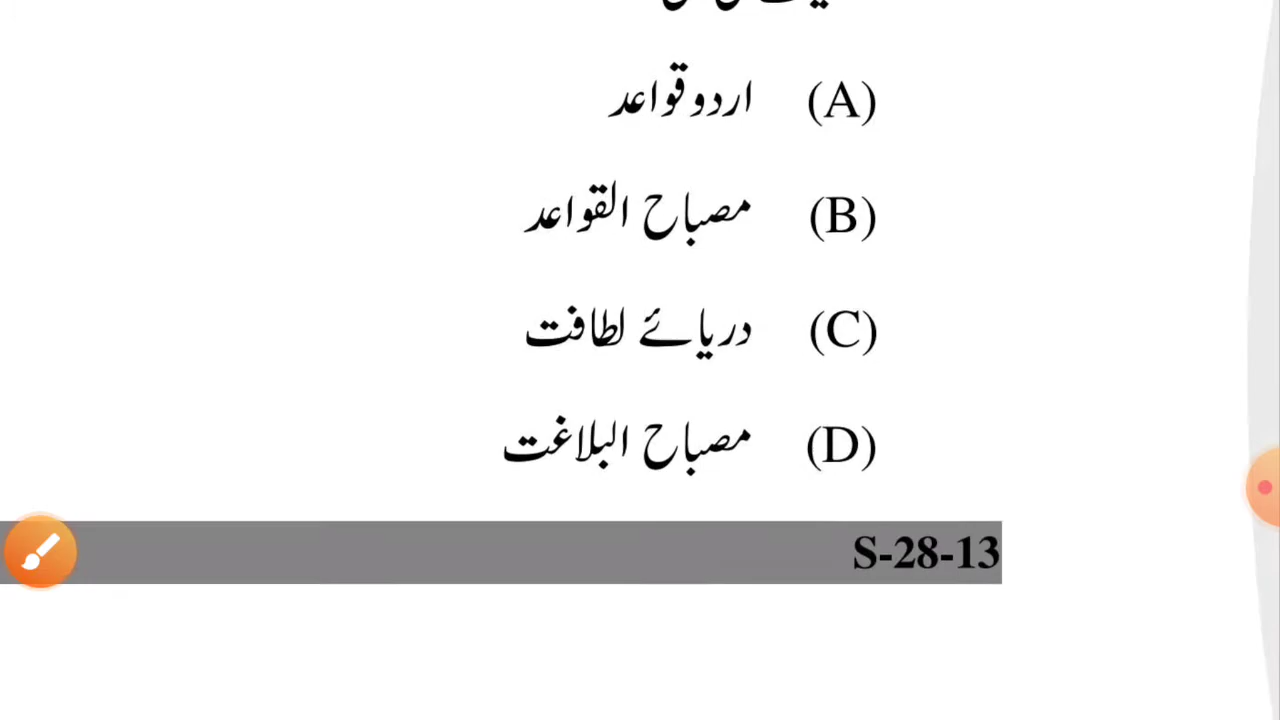 (A) اردو قواعد
(B) مصباح القواعد
(C) دریائے لطافت
(D) مصباح البلاغت
S-28-13